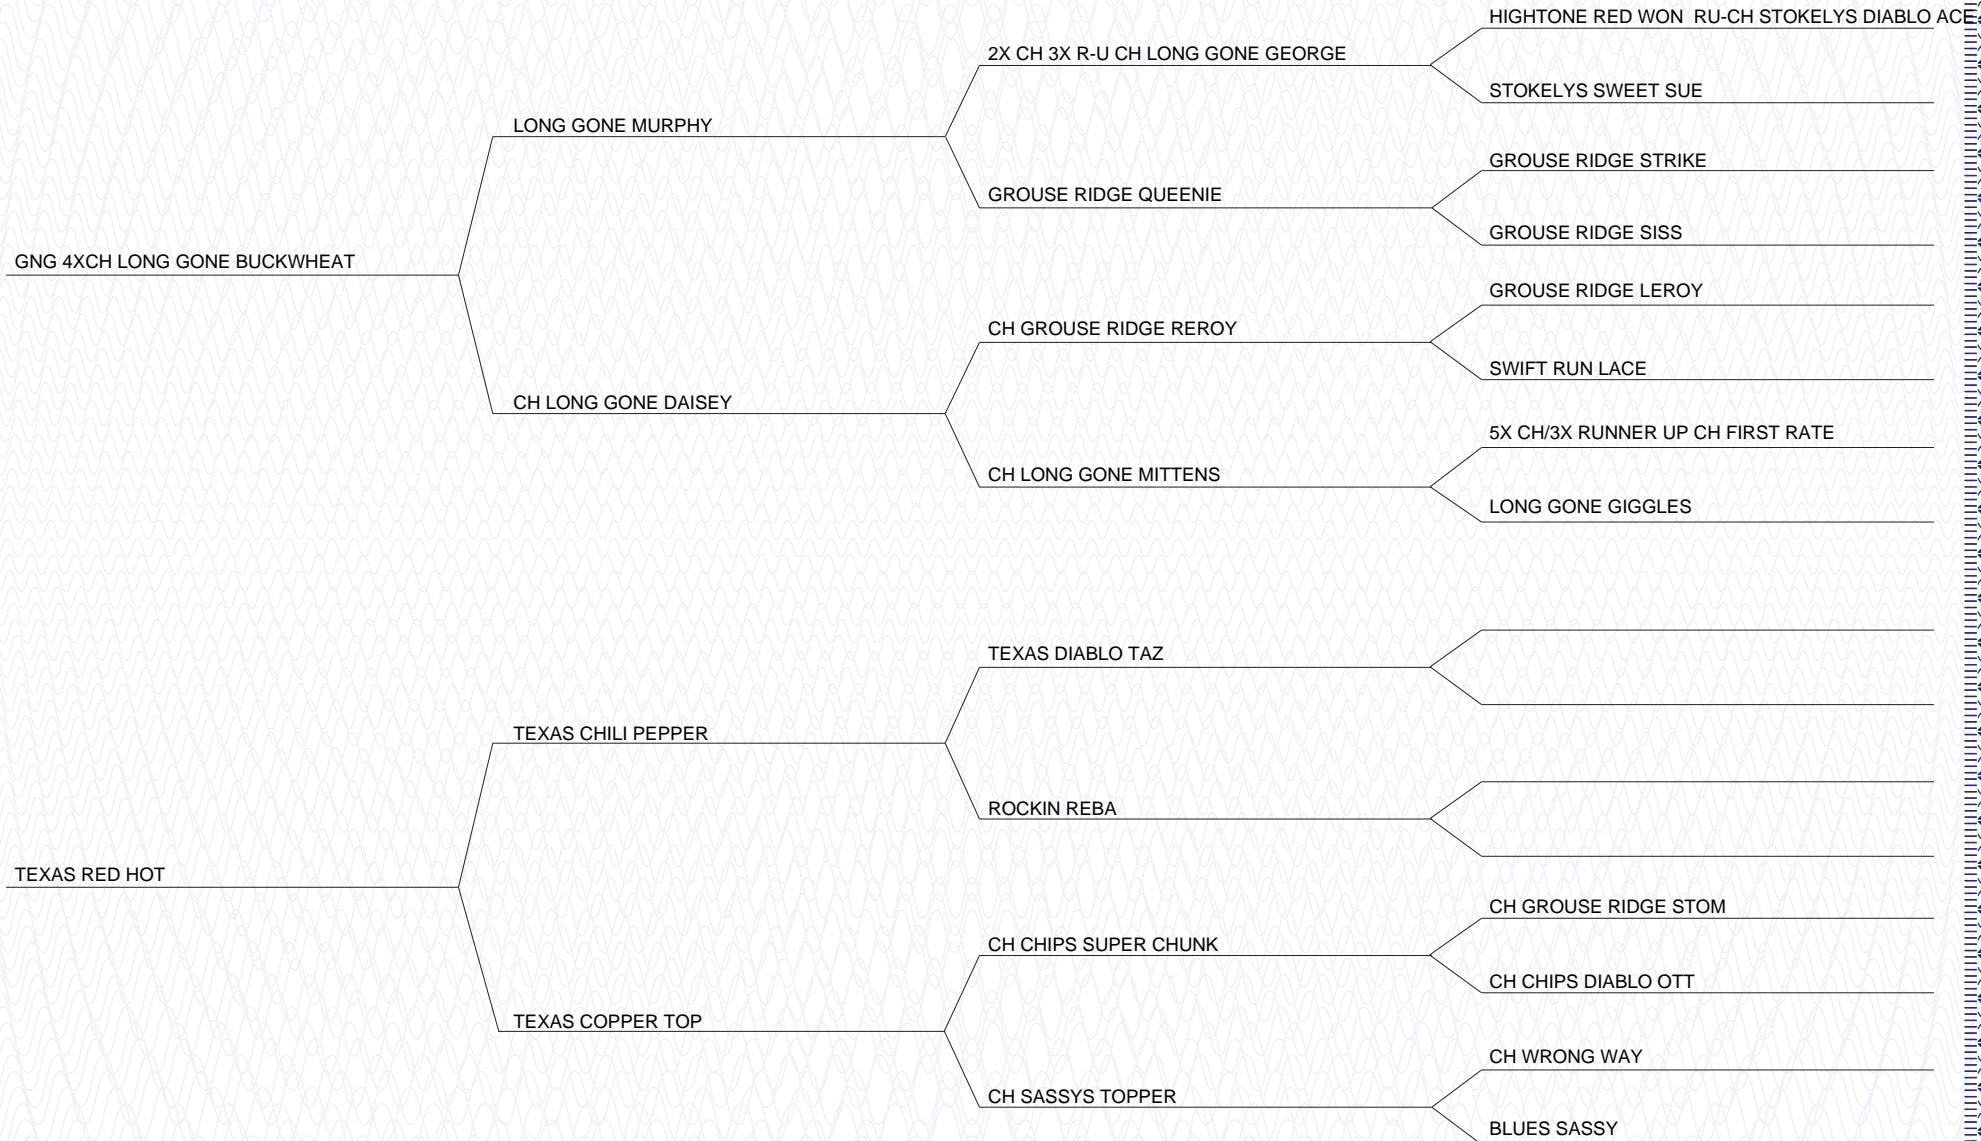 HIGHTONE RED WON  RU-CH STOKELYS DIABLO ACE
2X CH 3X R-U CH LONG GONE GEORGE
STOKELYS SWEET SUE
LONG GONE MURPHY
GROUSE RIDGE STRIKE
GROUSE RIDGE QUEENIE
GROUSE RIDGE SISS
GNG 4XCH LONG GONE BUCKWHEAT
GROUSE RIDGE LEROY
CH GROUSE RIDGE REROY
SWIFT RUN LACE
CH LONG GONE DAISEY
5X CH/3X RUNNER UP CH FIRST RATE
CH LONG GONE MITTENS
LONG GONE GIGGLES
TEXAS DIABLO TAZ
TEXAS CHILI PEPPER
ROCKIN REBA
TEXAS RED HOT
CH GROUSE RIDGE STOM
CH CHIPS SUPER CHUNK
CH CHIPS DIABLO OTT
TEXAS COPPER TOP
CH WRONG WAY
CH SASSYS TOPPER
BLUES SASSY